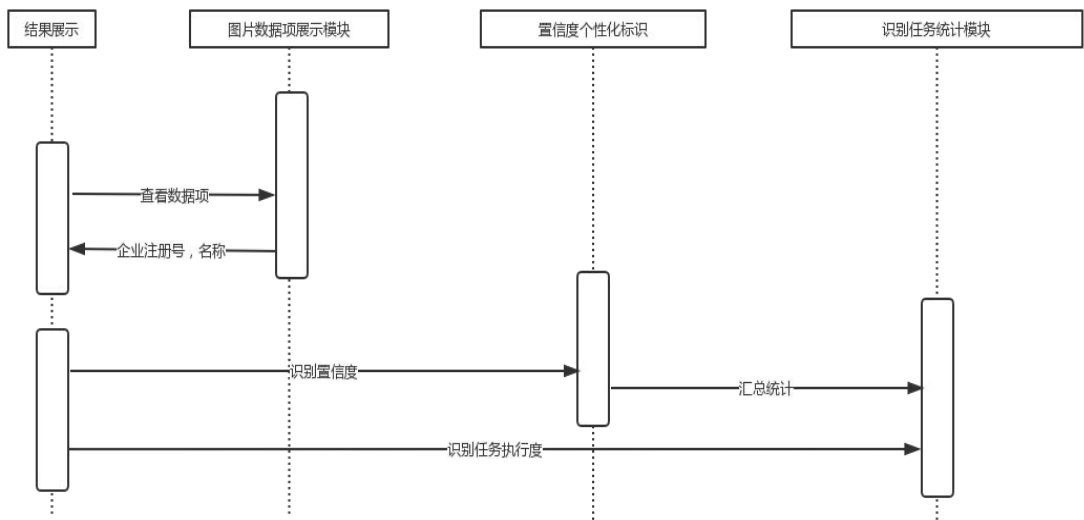 结果展示
图片数据项展示模块
置信度个性化标识
识别任务统计模块
查看数据项
企业注册号，名称
识别置信度
汇总统计
识别任务执行度